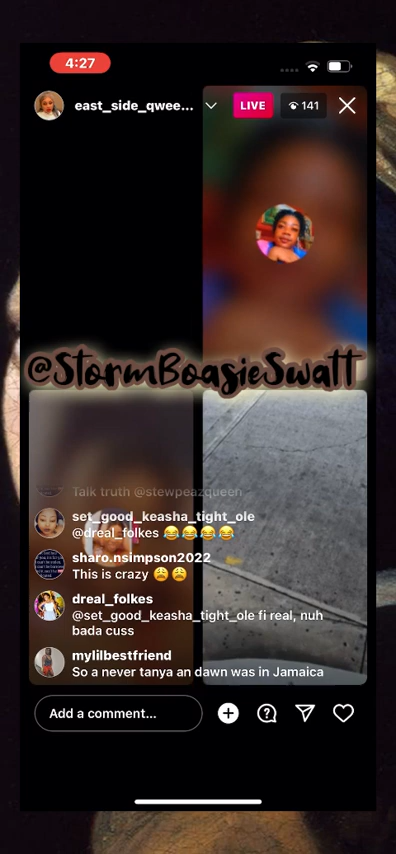 4:27
east_side_qwee...
LIVE
141
@StormBoasieSwatt
Talk truth @stewpeazqueen
set_good_keasha_tight_ole
@dreal_folkes 😂😂😂😂
sharo.nsimpson2022
This is crazy 😩😩
dreal_folkes
@set_good_keasha_tight_ole fi real, nuh
bada cuss
mylilbestfriend
So a never tanya an dawn was in Jamaica
Add a comment...